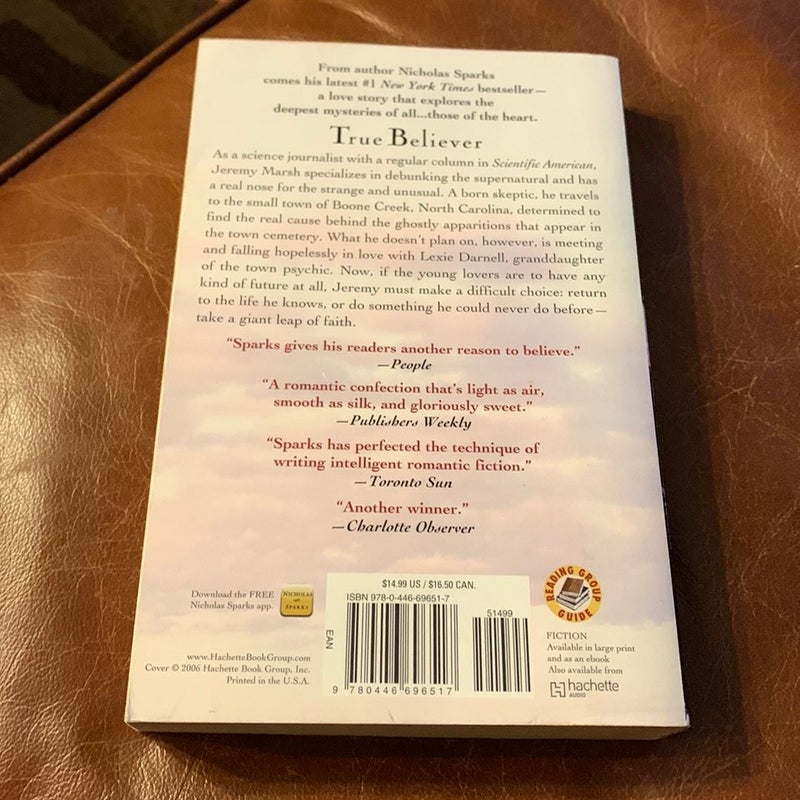 From author Nicholas Sparks
comes his latest #1 New York Times bestseller—
a love story that explores the
deepest mysteries of all...those of the heart.
True Believer
As a science journalist with a regular column in Scientific American,
Jeremy Marsh specializes in debunking the supernatural and has
a real nose for the strange and unusual. A born skeptic, he travels
to the small town of Boone Creek, North Carolina, determined to
find the real cause behind the ghostly apparitions that appear in
the town cemetery. What he doesn't plan on, however, is meeting
and falling hopelessly in love with Lexie Darnell, granddaughter
of the town psychic. Now, if the young lovers are to have any
kind of future at all, Jeremy must make a difficult choice: return
to the life he knows, or do something he could never do before—
take a giant leap of faith.
“Sparks gives his readers another reason to believe.”
—People
“A romantic confection that's light as air,
smooth as silk, and gloriously sweet.”
—Publishers Weekly
“Sparks has perfected the technique of
writing intelligent romantic fiction.”
—Toronto Sun
“Another winner.”
—Charlotte Observer
Download the FREE
Nicholas Sparks app.
NICHOLAS
SPARKS
www.HachetteBookGroup.com
Cover © 2006 Hachette Book Group, Inc.
Printed in the U.S.A.
$14.99 US / $16.50 CAN.
ISBN 978-0-446-69651-7
51499
EAN
9 780446 696517
READING GROUP
GUIDE
FICTION
Available in large print
and as an ebook
Also available from
hachette
AUDIO